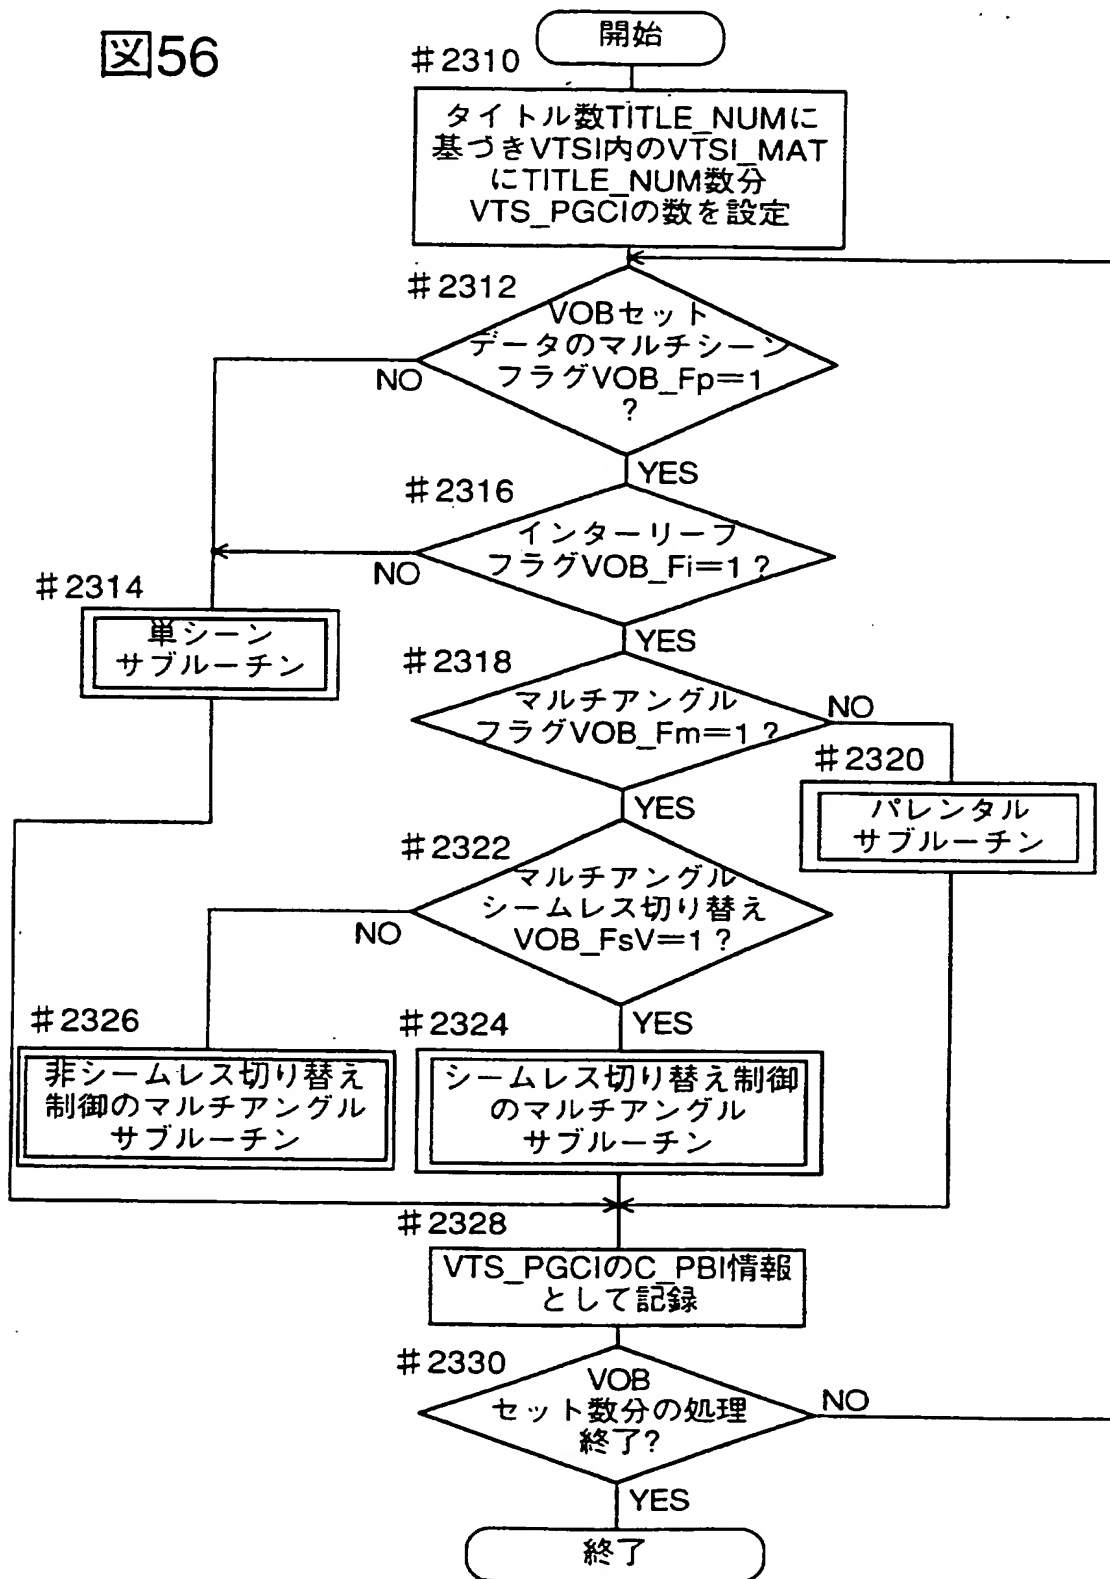 図56
開始
#2310
タイトル数TITLE_NUMに
基づきVTSI内のVTSI_MAT
にTITLE_NUM数分
VTS_PGCIの数を設定
#2312
VOBセット
データのマルチシーン
フラグVOB_Fp=1
?
NO
YES
#2316
インターリーブ
フラグVOB_Fi=1?
NO
YES
#2314
単シーン
サブルーチン
#2318
マルチアングル
フラグVOB_Fm=1?
NO
YES
#2320
パレンタル
サブルーチン
#2322
マルチアングル
シームレス切り替え
VOB_FsV=1?
NO
YES
#2326
非シームレス切り替え
制御のマルチアングル
サブルーチン
#2324
シームレス切り替え制御
のマルチアングル
サブルーチン
#2328
VTS_PGCIのC_PBI情報
として記録
#2330
VOB
セット数分の処理
終了?
NO
YES
終了